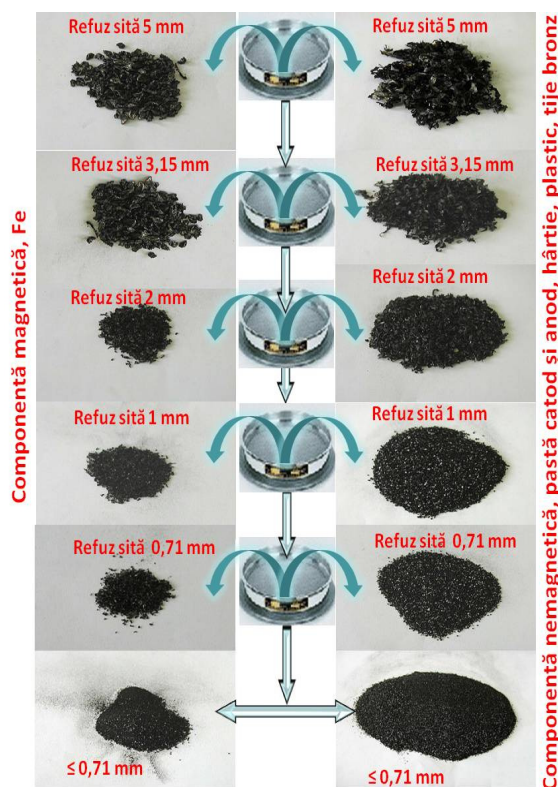 Refuz sită 5 mm
Refuz sită 5 mm
Refuz sită 3,15 mm
Refuz sită 3,15 mm
Refuz sită 2 mm
Refuz sită 2 mm
Refuz sită 1 mm
Refuz sită 1 mm
Refuz sită 0,71 mm
Refuz sită 0,71 mm
≤ 0,71 mm
≤ 0,71 mm
Componentă magnetică, Fe
Componentă nemagnetică, pastă catod si anod, hârtie, plastic, tije bronz